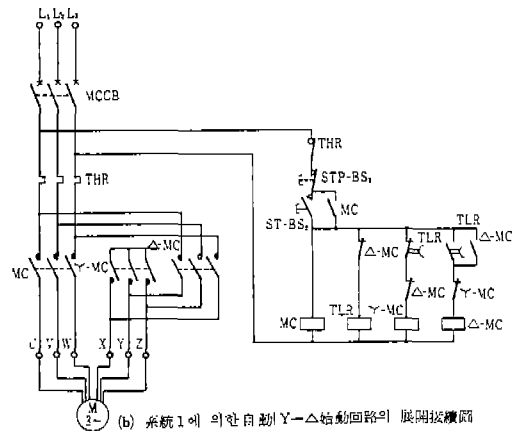 L₁ L₂ L₃
MCCB
THR
STP-BS₁
THR
ST-BS₂
MC
TLR
△-MC
△-MC
TLR
△-MC
MC
Y-MC
△-MC
Y-MC
MC
TLR
Y-MC
△-MC
U V W
X Y Z
M
3~
(b) 系統 1에 의한 自動 Y-△始動回路의 展開接續圖